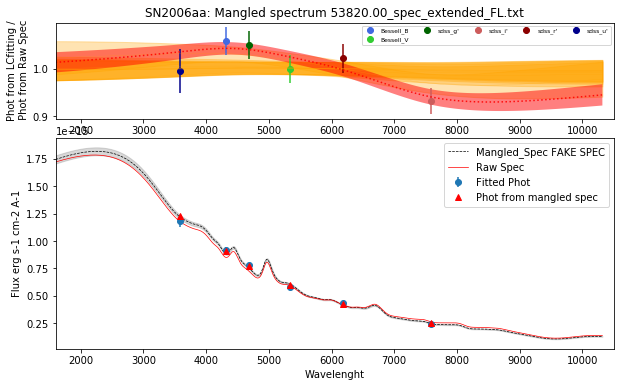 SN2006aa: Mangled spectrum 53820.00_spec_extended_FL.txt
Phot from LCfitting /
Phot from Raw Spec
1.0
0.9
Bessell_B
Bessell_V
sdss_g'
sdss_i'
sdss_r'
sdss_u'
2000 3000 4000 5000 6000 7000 8000 9000 10000
Flux erg s-1 cm-2 A-1
1.75
1.50
1.25
1.00
0.75
0.50
0.25
Mangled_Spec FAKE SPEC
Raw Spec
Fitted Phot
Phot from mangled spec
2000 3000 4000 5000 6000 7000 8000 9000 10000
Wavelenght